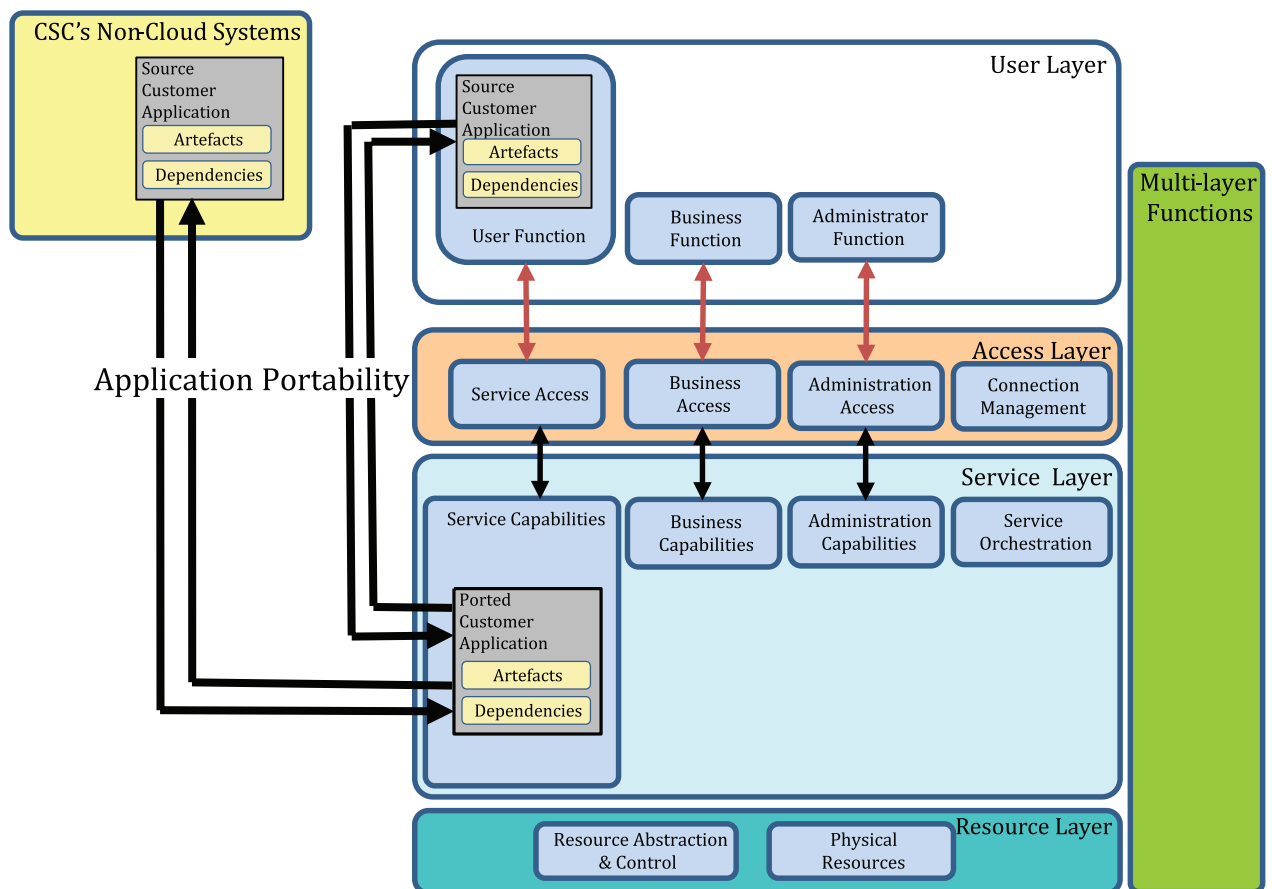 CSC's Non-Cloud Systems
Source
Customer
Application
Artefacts
Dependencies
User Layer
Source
Customer
Application
Artefacts
Dependencies
User Function
Business
Function
Administrator
Function
Multi-layer
Functions
Application Portability
Access Layer
Service Access
Business
Access
Administration
Access
Connection
Management
Service Layer
Service Capabilities
Business
Capabilities
Administration
Capabilities
Service
Orchestration
Ported
Customer
Application
Artefacts
Dependencies
Resource Layer
Resource Abstraction
& Control
Physical
Resources